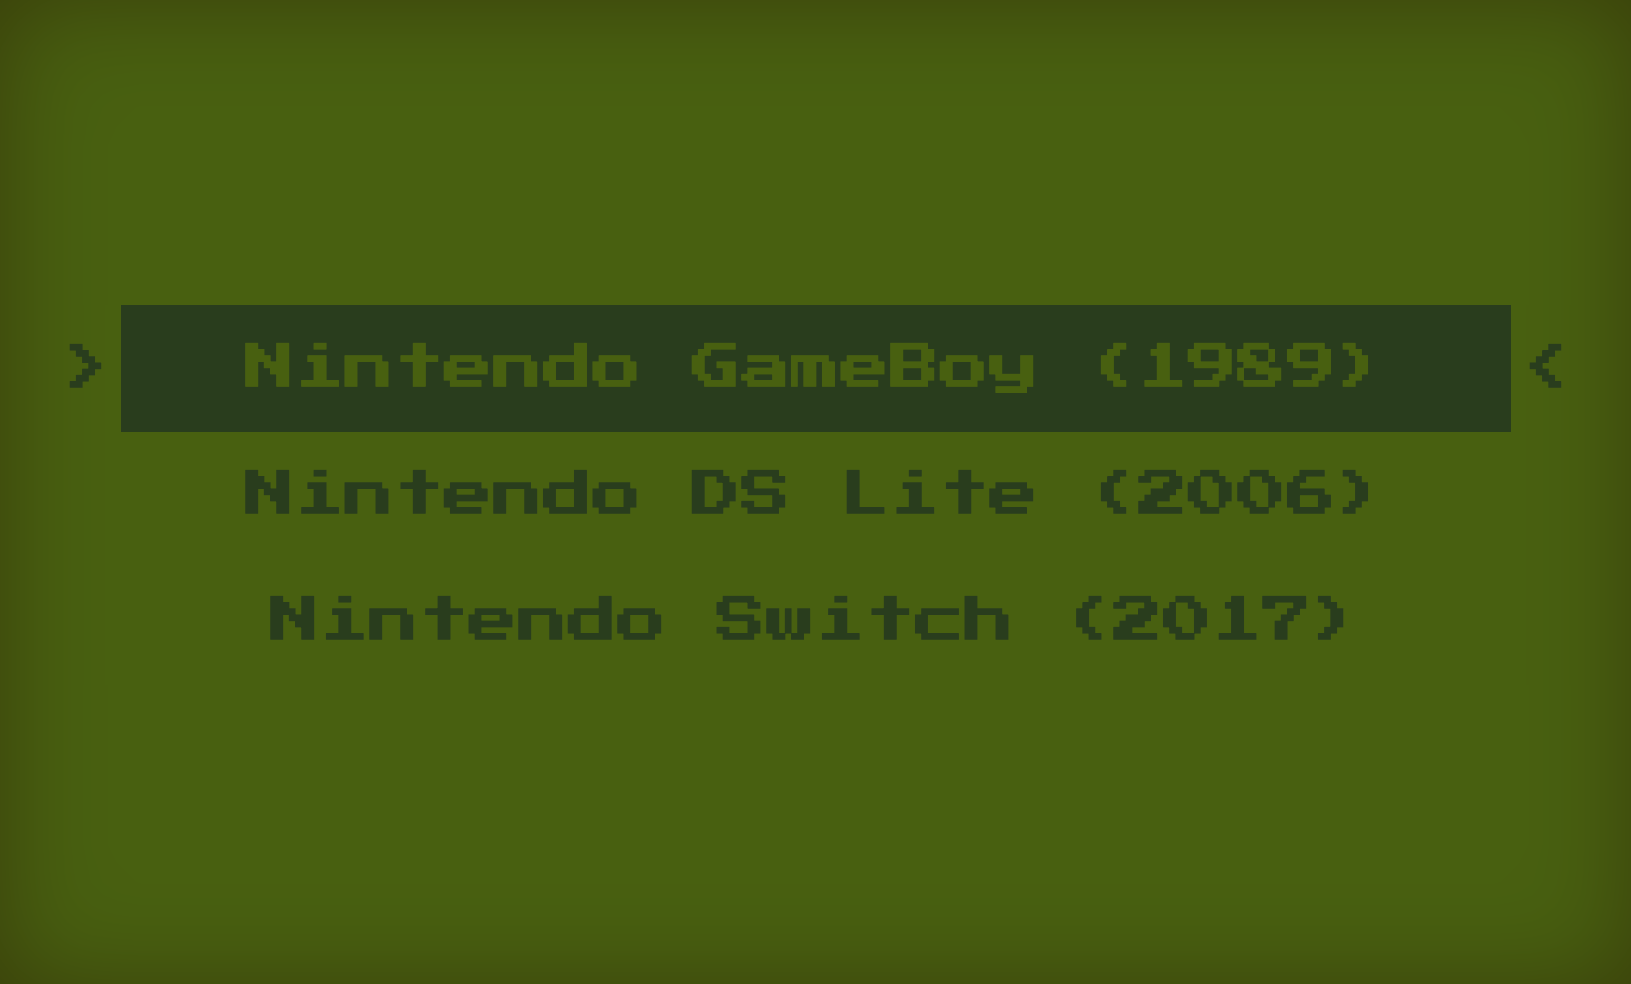 > Nintendo GameBoy (1989) <
Nintendo DS Lite (2006)
Nintendo Switch (2017)